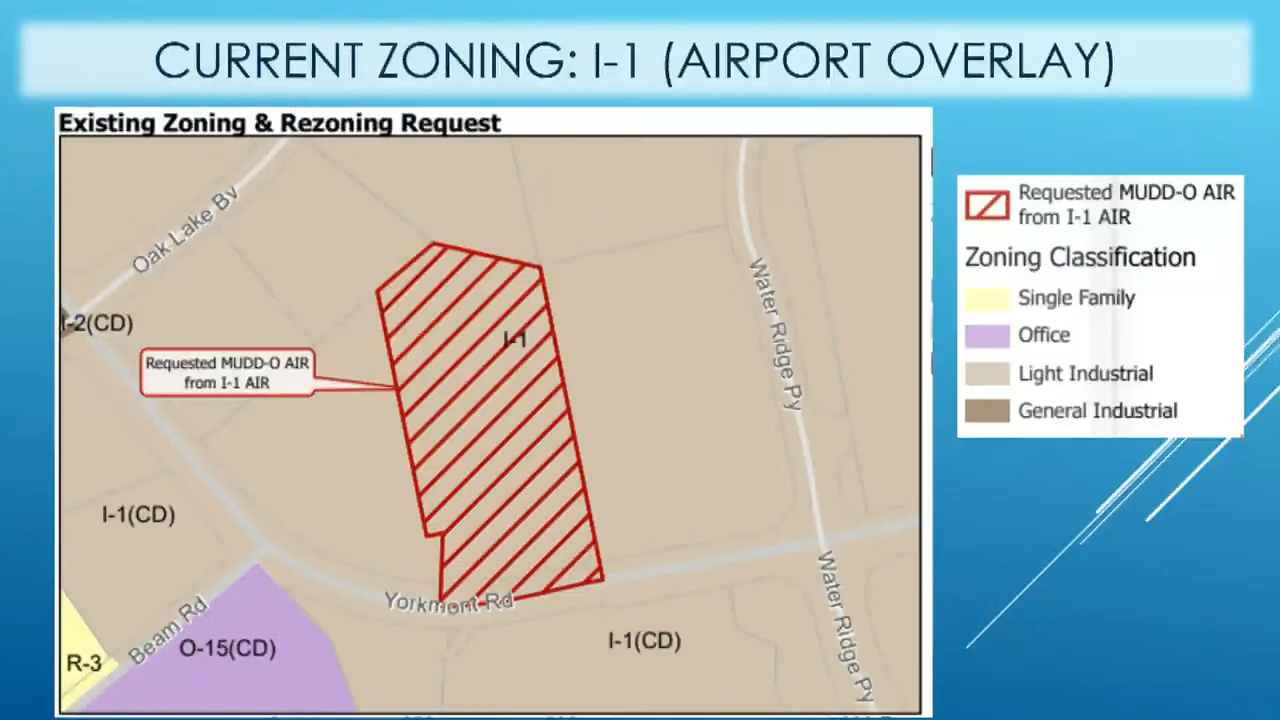 CURRENT ZONING: I-1 (AIRPORT OVERLAY)
Existing Zoning & Rezoning Request
Oak Lake Bv
I-2(CD)
Requested MUDD-O AIR
from I-1 AIR
I-1
Water Ridge Py
I-1(CD)
Yorkmont Rd
Beam Rd
O-15(CD)
R-3
I-1(CD)
Water Ridge Py
Requested MUDD-O AIR
from I-1 AIR
Zoning Classification
Single Family
Office
Light Industrial
General Industrial